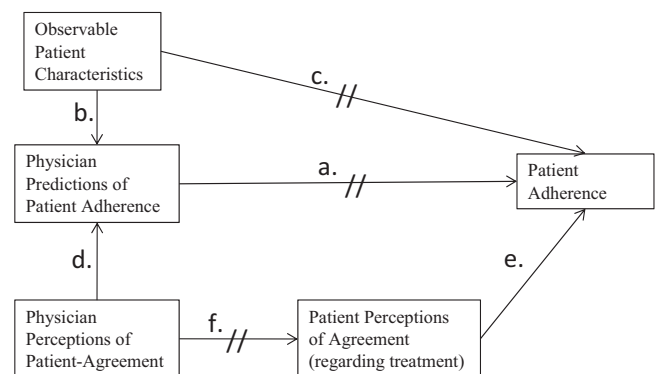 Observable
Patient
Characteristics
c.
b.
Physician
Predictions of
Patient Adherence
a.
Patient
Adherence
d.
e.
Physician
Perceptions of
Patient-Agreement
f.
Patient Perceptions
of Agreement
(regarding treatment)